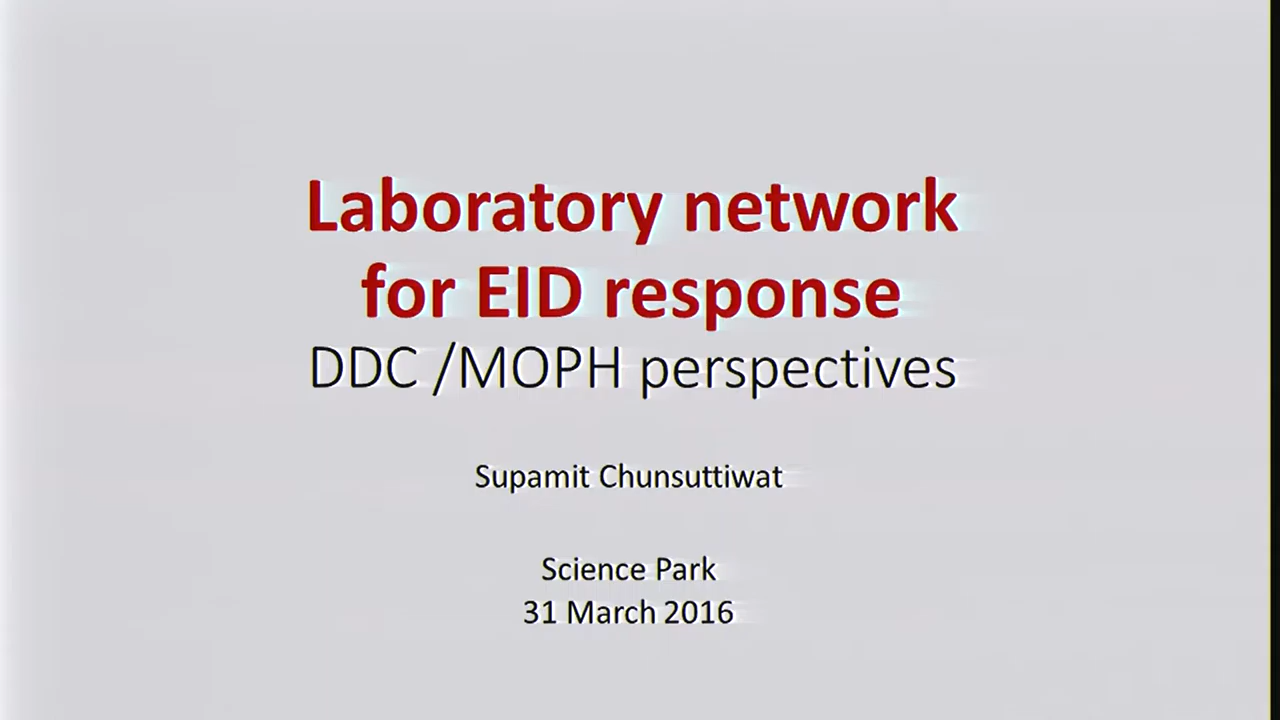 Laboratory network
for EID response
DDC /MOPH perspectives
Supamit Chunsuttiwat
Science Park
31 March 2016